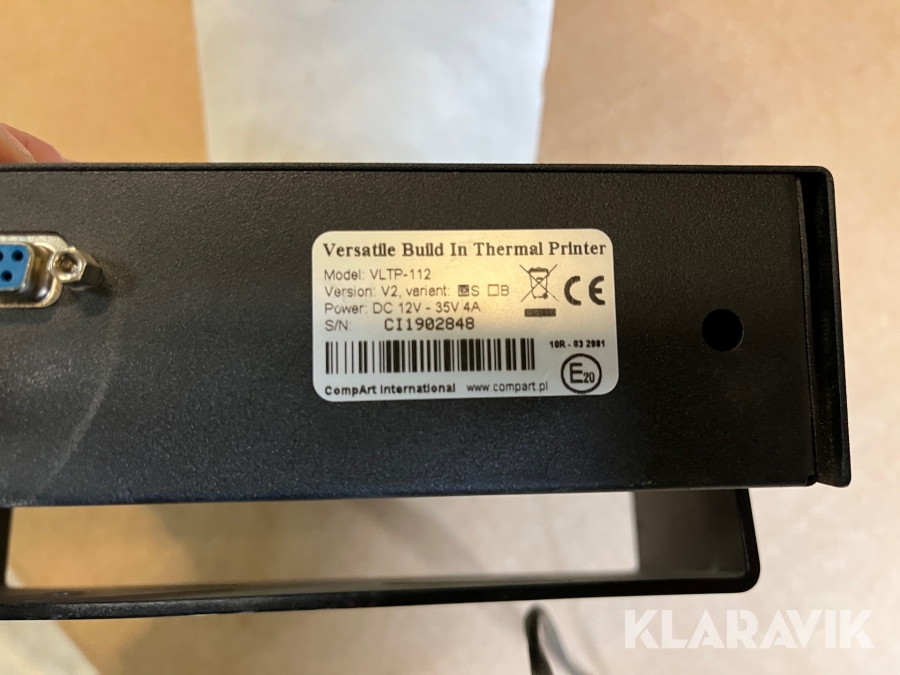 Versatile Build In Thermal Printer
Model: VLTP-112
Version: V2, variant: S B
Power: DC 12V - 35V 4A
S/N: CI1902848
CE
10R - 03 2981
E20
CompArt International www.compart.pl
KLARAVIK